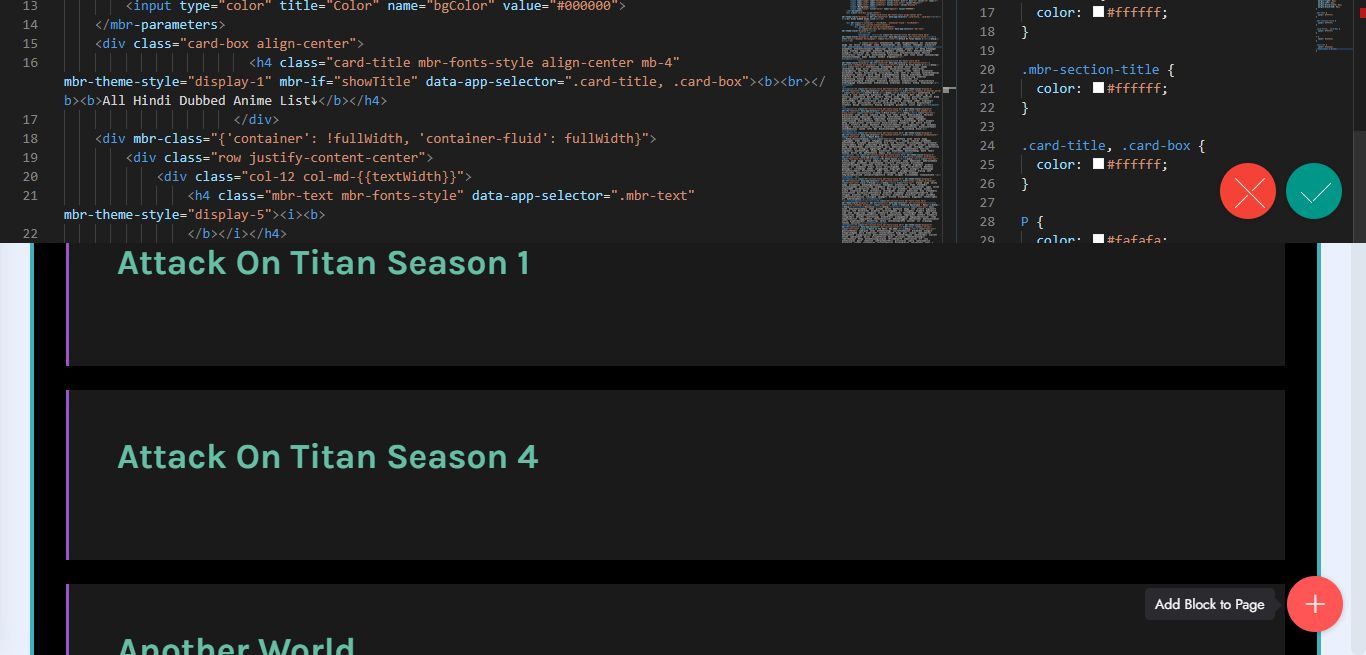 13 <input type="color" title="Color" name="bgColor" value="#000000">
14 </mbr-parameters>
15 <div class="card-box align-center">
16 <h4 class="card-title mbr-fonts-style align-center mb-4"
mbr-theme-style="display-1" mbr-if="showTitle" data-app-selector=".card-title, .card-box"><b><br></
b><b>All Hindi Dubbed Anime List↓</b></h4>
17 </div>
18 <div mbr-class="{'container': !fullWidth, 'container-fluid': fullWidth}">
19 <div class="row justify-content-center">
20 <div class="col-12 col-md-{{textWidth}}">
21 <h4 class="mbr-text mbr-fonts-style" data-app-selector=".mbr-text"
mbr-theme-style="display-5"><i><b>
22 </b></i></h4>
17 color: #ffffff;
18 }
19
20 .mbr-section-title {
21 color: #ffffff;
22 }
23
24 .card-title, .card-box {
25 color: #ffffff;
26 }
27
28 P {
29 color: #fafafa;
Attack On Titan Season 1
Attack On Titan Season 4
Another World
Add Block to Page